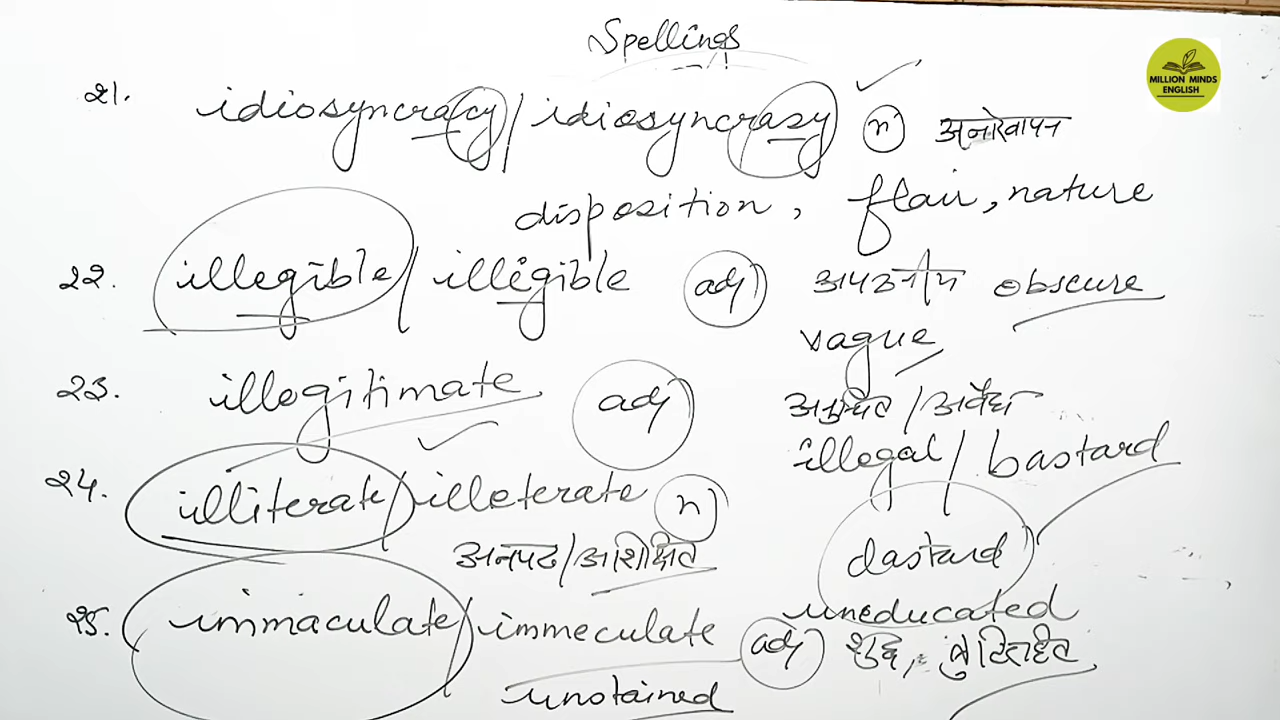 Spellings
MILLION MINDS
ENGLISH
21. idiosyncracy / idiosyncrasy n अनोखापन
disposition, flair, nature
22. illegible / illegible adj अपठनीय obscure
vague
23. illegitimate adj अनुचित / अवैध
illegal / bastard
24. illiterate / illeterate n dastard
अनपढ / अशिक्षित uneducated
25. immaculate / immeculate adj शुद्ध, त्रुटिरहित
unstained